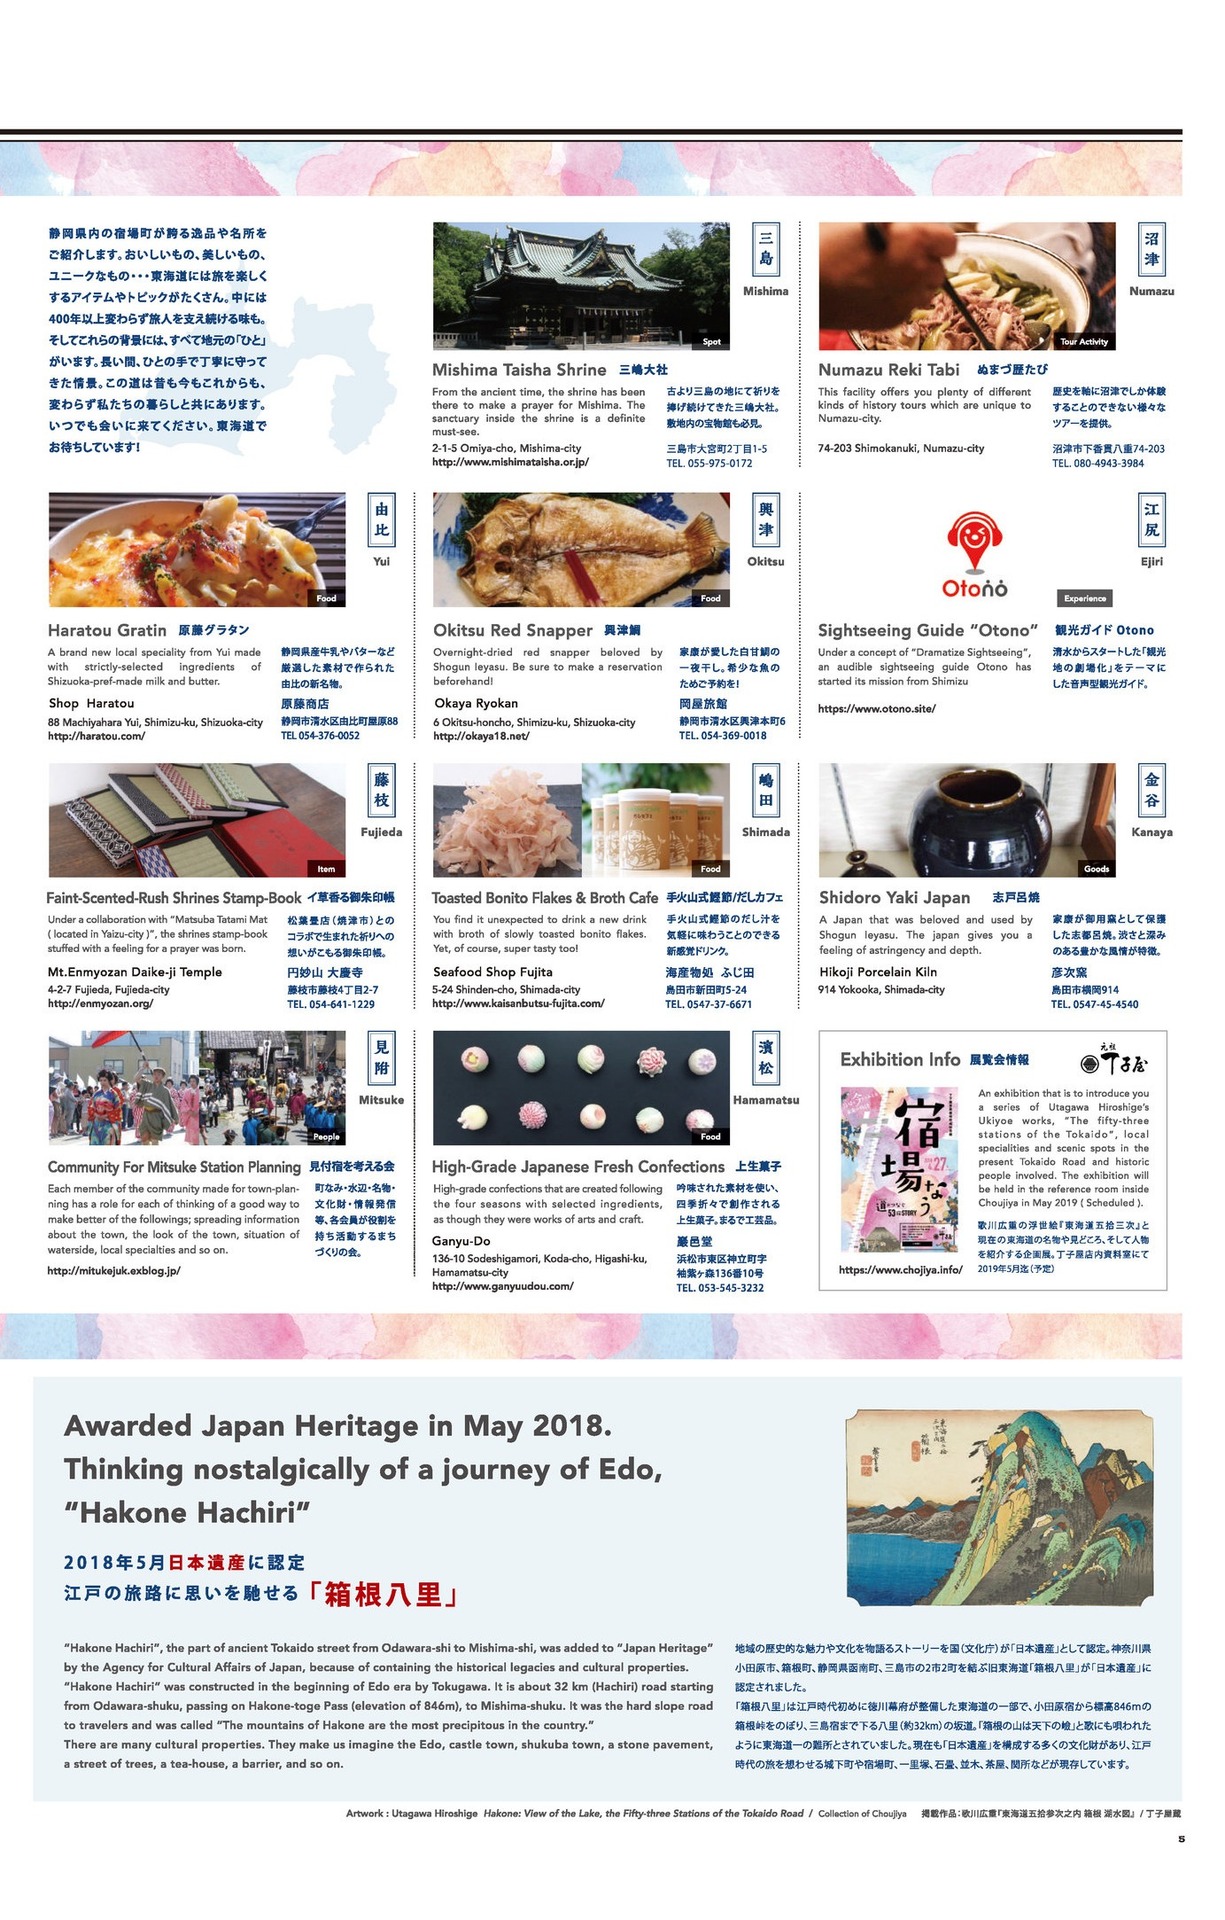 静岡県内の宿場町が誇る逸品や名所を
ご紹介します。おいしいもの、美しいもの、
ユニークなもの・・・東海道には旅を楽しく
するアイテムやトピックがたくさん。中には
400年以上変わらず旅人を支え続ける味も。
そしてこれらの背景には、すべて地元の「ひと」
がいます。長い間、ひとの手で丁寧に守って
きた情景。この道は昔も今もこれからも、
変わらず私たちの暮らしと共にあります。
いつでも会いに来てください。東海道で
お待ちしています!
三島
Mishima
Spot
Mishima Taisha Shrine 三嶋大社
From the ancient time, the shrine has been
there to make a prayer for Mishima. The
sanctuary inside the shrine is a definite
must-see.
2-1-5 Omiya-cho, Mishima-city
http://www.mishimataisha.or.jp/
古より三島の地にて祈りを
捧げ続けてきた三嶋大社。
敷地内の宝物館も必見。
三島市大宮町2丁目1-5
TEL. 055-975-0172
沼津
Numazu
Tour Activity
Numazu Reki Tabi ぬまづ歴たび
This facility offers you plenty of different
kinds of history tours which are unique to
Numazu-city.
74-203 Shimokanuki, Numazu-city
歴史を軸に沼津でしか体験
することのできない様々な
ツアーを提供。
沼津市下香貫八重74-203
TEL. 080-4943-3984
由比
Yui
Food
Haratou Gratin 原藤グラタン
A brand new local speciality from Yui made
with strictly-selected ingredients of
Shizuoka-pref-made milk and butter.
Shop Haratou
88 Machiyahara Yui, Shimizu-ku, Shizuoka-city
http://haratou.com/
静岡県産牛乳やバターなど
厳選した素材で作られた
由比の新名物。
原藤商店
静岡市清水区由比町屋原88
TEL 054-376-0052
興津
Okitsu
Food
Okitsu Red Snapper 興津鯛
Overnight-dried red snapper beloved by
Shogun Ieyasu. Be sure to make a reservation
beforehand!
Okaya Ryokan
6 Okitsu-honcho, Shimizu-ku, Shizuoka-city
http://okaya18.net/
家康が愛した白甘鯛の
一夜干し。希少な魚の
ためご予約を!
岡屋旅館
静岡市清水区興津本町6
TEL. 054-369-0018
江尻
Ejiri
Otono
Experience
Sightseeing Guide "Otono" 観光ガイド Otono
Under a concept of "Dramatize Sightseeing",
an audible sightseeing guide Otono has
started its mission from Shimizu
https://www.otono.site/
清水からスタートした「観光
地の劇場化」をテーマに
した音声型観光ガイド。
藤枝
Fujieda
Item
Faint-Scented-Rush Shrines Stamp-Book イ草香る御朱印帳
Under a collaboration with "Matsuba Tatami Mat
( located in Yaizu-city )", the shrines stamp-book
stuffed with a feeling for a prayer was born.
Mt.Enmyozan Daike-ji Temple
4-2-7 Fujieda, Fujieda-city
http://enmyozan.org/
松葉畳店（焼津市）との
コラボで生まれた祈りへの
想いがこもる御朱印帳。
円妙山 大慶寺
藤枝市藤枝4丁目2-7
TEL. 054-641-1229
嶋田
Shimada
Food
Toasted Bonito Flakes & Broth Cafe 手火山式鰹節/だしカフェ
You find it unexpected to drink a new drink
with broth of slowly toasted bonito flakes.
Yet, of course, super tasty too!
Seafood Shop Fujita
5-24 Shinden-cho, Shimada-city
http://www.kaisanbutsu-fujita.com/
手火山式鰹節のだし汁を
気軽に味わうことのできる
新感覚ドリンク。
海産物処 ふじ田
島田市新田町5-24
TEL. 0547-37-6671
金谷
Kanaya
Goods
Shidoro Yaki Japan 志戸呂焼
A Japan that was beloved and used by
Shogun Ieyasu. The japan gives you a
feeling of astringency and depth.
Hikoji Porcelain Kiln
914 Yokooka, Shimada-city
家康が御用窯として保護
した志都呂焼。渋さと深み
のある豊かな風情が特徴。
彦次窯
島田市横岡914
TEL. 0547-45-4540
見附
Mitsuke
People
Community For Mitsuke Station Planning 見付宿を考える会
Each member of the community made for town-plan-
ning has a role for each of thinking of a good way to
make better of the followings; spreading information
about the town, the look of the town, situation of
waterside, local specialties and so on.
http://mitukejuk.exblog.jp/
町なみ・水辺・名物・
文化財・情報発信
等、各会員が役割を
持ち活動するまち
づくりの会。
濱松
Hamamatsu
Food
High-Grade Japanese Fresh Confections 上生菓子
High-grade confections that are created following
the four seasons with selected ingredients,
as though they were works of arts and craft.
Ganyu-Do
136-10 Sodeshigamori, Koda-cho, Higashi-ku,
Hamamatsu-city
http://www.ganyuudou.com/
吟味された素材を使い、
四季折々で創作される
上生菓子。まるで工芸品。
巌邑堂
浜松市東区神立町字
袖紫ヶ森136番10号
TEL. 053-545-3232
Exhibition Info 展覧会情報
元祖 丁子屋
宿場なう
An exhibition that is to introduce you
a series of Utagawa Hiroshige's
Ukiyoe works, "The fifty-three
stations of the Tokaido", local
specialities and scenic spots in the
present Tokaido Road and historic
people involved. The exhibition will
be held in the reference room inside
Choujiya in May 2019 ( Scheduled ).
歌川広重の浮世絵『東海道五拾三次』と
現在の東海道の名物や見どころ、そして人物
を紹介する企画展。丁子屋店内資料室にて
2019年5月迄（予定）
https://www.chojiya.info/
Awarded Japan Heritage in May 2018.
Thinking nostalgically of a journey of Edo,
"Hakone Hachiri"
2018年5月日本遺産に認定
江戸の旅路に思いを馳せる「箱根八里」
"Hakone Hachiri", the part of ancient Tokaido street from Odawara-shi to Mishima-shi, was added to "Japan Heritage"
by the Agency for Cultural Affairs of Japan, because of containing the historical legacies and cultural properties.
"Hakone Hachiri" was constructed in the beginning of Edo era by Tokugawa. It is about 32 km (Hachiri) road starting
from Odawara-shuku, passing on Hakone-toge Pass (elevation of 846m), to Mishima-shuku. It was the hard slope road
to travelers and was called "The mountains of Hakone are the most precipitous in the country."
There are many cultural properties. They make us imagine the Edo, castle town, shukuba town, a stone pavement,
a street of trees, a tea-house, a barrier, and so on.
地域の歴史的な魅力や文化を物語るストーリーを国（文化庁）が「日本遺産」として認定。神奈川県
小田原市、箱根町、静岡県函南町、三島市の2市2町を結ぶ旧東海道「箱根八里」が「日本遺産」に
認定されました。
「箱根八里」は江戸時代初めに徳川幕府が整備した東海道の一部で、小田原宿から標高846mの
箱根峠をのぼり、三島宿まで下る八里（約32km）の坂道。「箱根の山は天下の嶮」と歌にも唄われた
ように東海道一の難所とされていました。現在も「日本遺産」を構成する多くの文化財があり、江戸
時代の旅を想わせる城下町や宿場町、一里塚、石畳、並木、茶屋、関所などが現存しています。
Artwork : Utagawa Hiroshige Hakone: View of the Lake, the Fifty-three Stations of the Tokaido Road / Collection of Choujiya 掲載作品：歌川広重『東海道五拾参次之内 箱根 湖水図』 / 丁子屋蔵
5